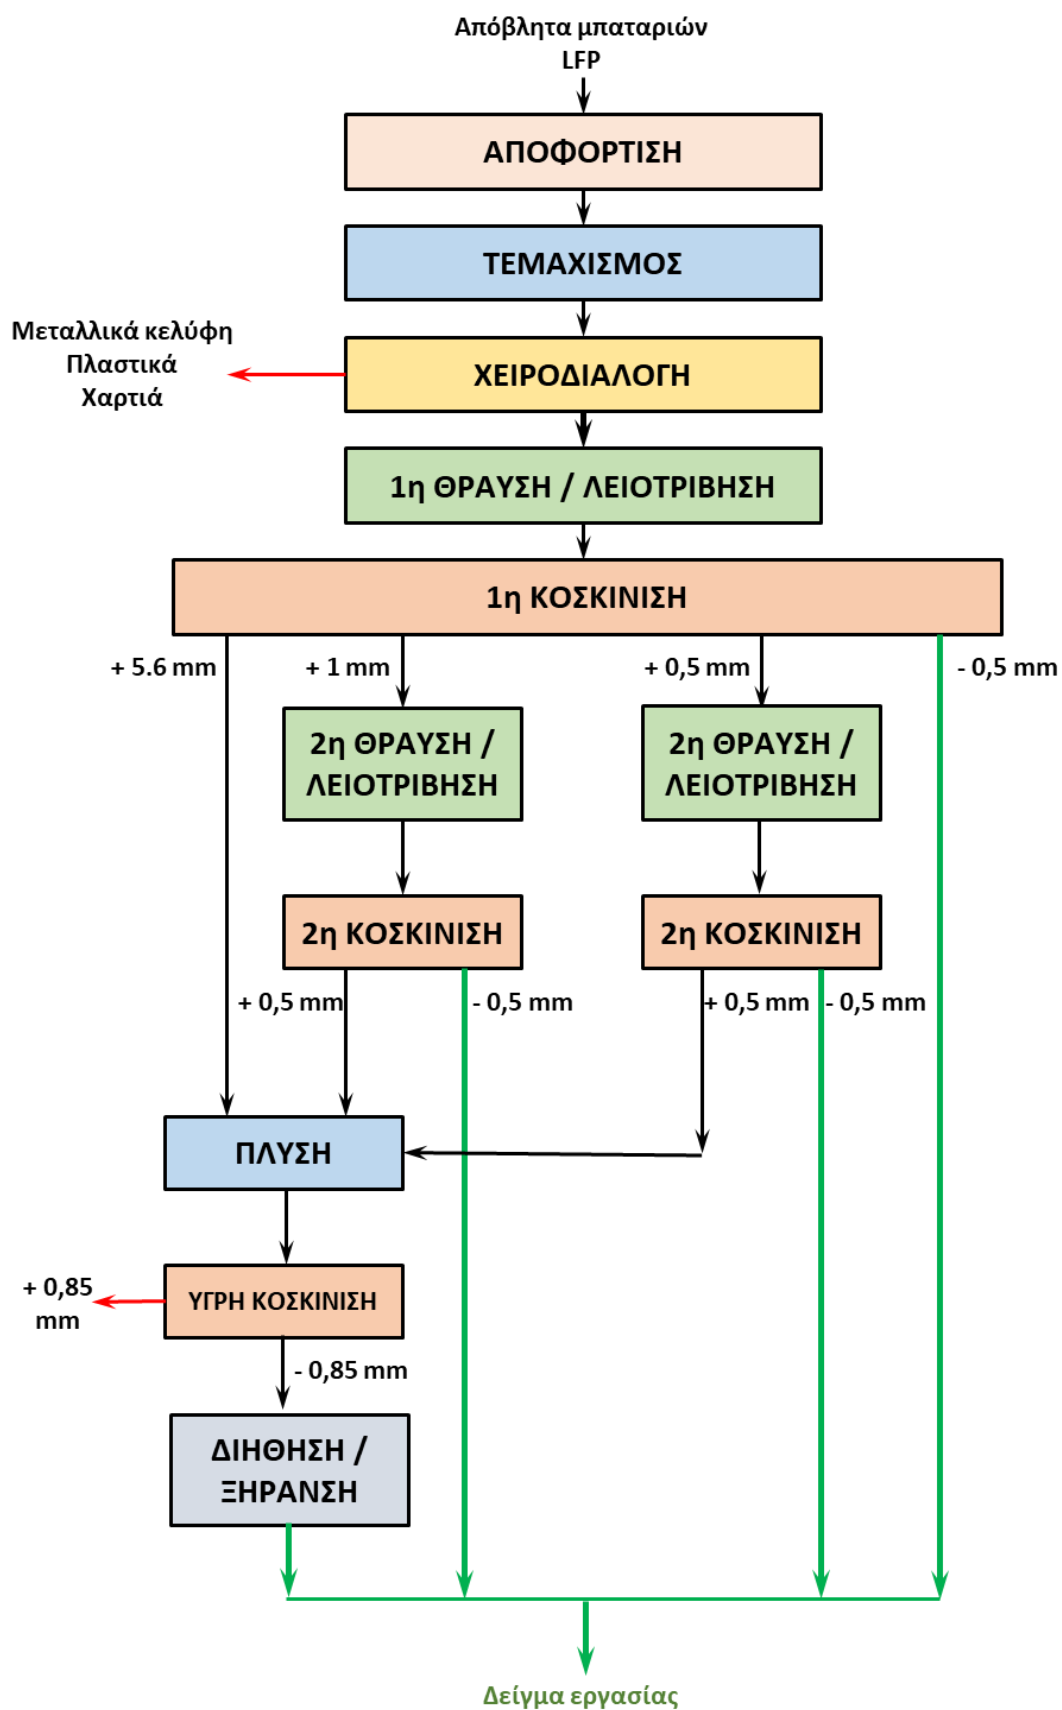 Απόβλητα μπαταριών
LFP
ΑΠΟΦΟΡΤΙΣΗ
ΤΕΜΑΧΙΣΜΟΣ
Μεταλλικά κελύφη
Πλαστικά
Χαρτιά
ΧΕΙΡΟΔΙΑΛΟΓΗ
1η ΘΡΑΥΣΗ / ΛΕΙΟΤΡΙΒΗΣΗ
1η ΚΟΣΚΙΝΙΣΗ
+ 5.6 mm
+ 1 mm
+ 0,5 mm
- 0,5 mm
2η ΘΡΑΥΣΗ /
ΛΕΙΟΤΡΙΒΗΣΗ
2η ΘΡΑΥΣΗ /
ΛΕΙΟΤΡΙΒΗΣΗ
2η ΚΟΣΚΙΝΙΣΗ
2η ΚΟΣΚΙΝΙΣΗ
+ 0,5 mm
- 0,5 mm
+ 0,5 mm
- 0,5 mm
ΠΛΥΣΗ
+ 0,85
mm
ΥΓΡΗ ΚΟΣΚΙΝΙΣΗ
- 0,85 mm
ΔΙΗΘΗΣΗ /
ΞΗΡΑΝΣΗ
Δείγμα εργασίας